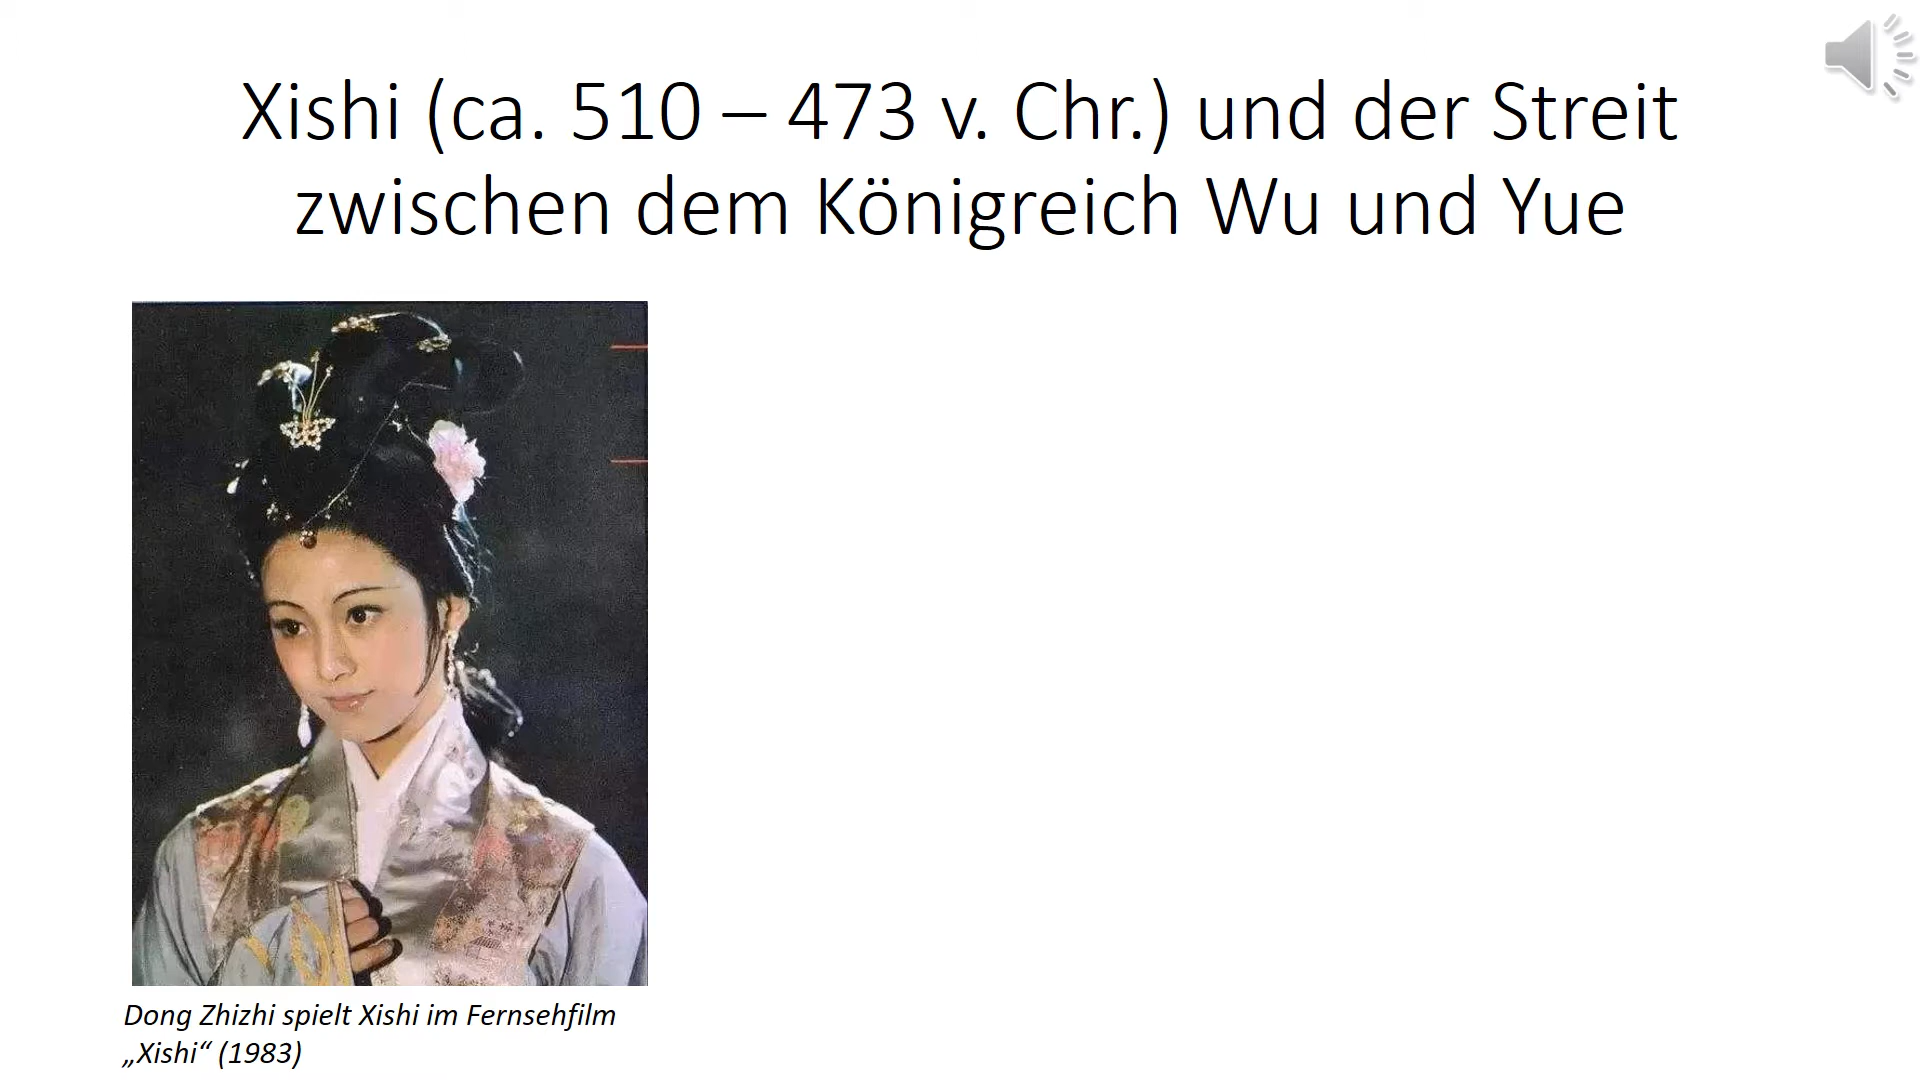 Xishi (ca. 510 – 473 v. Chr.) und der Streit
zwischen dem Königreich Wu und Yue
Dong Zhizhi spielt Xishi im Fernsehfilm
„Xishi“ (1983)